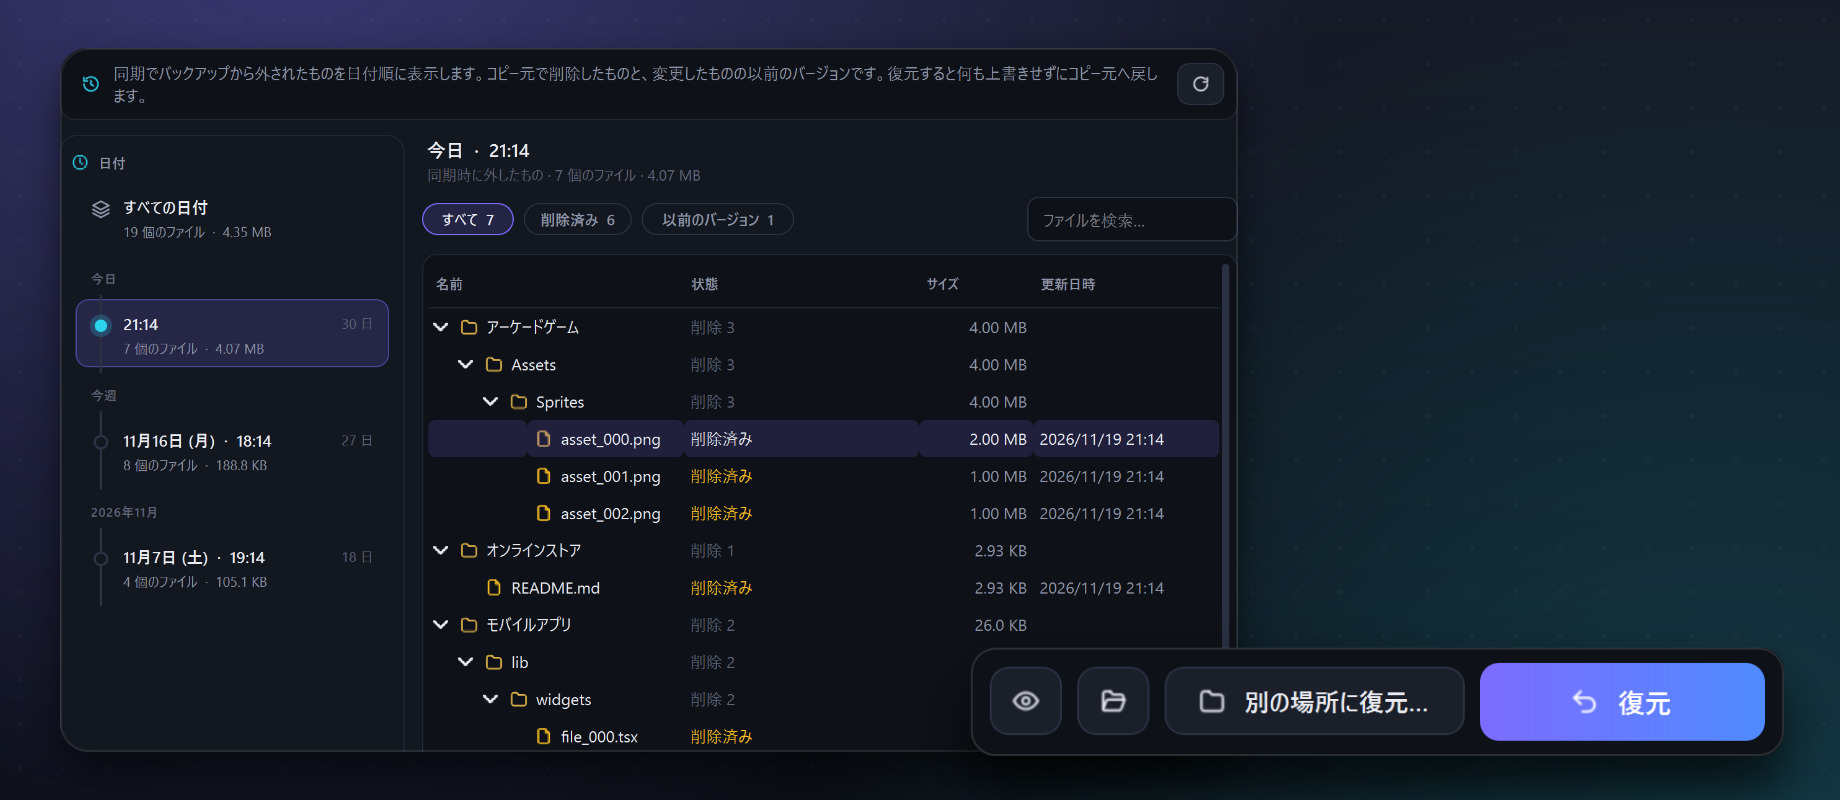 同期でバックアップから外されたものを日付順に表示します。コピー元で削除したものと、変更したものの以前のバージョンです。復元すると何も上書きせずにコピー元へ戻し
ます。
日付
すべての日付
19 個のファイル · 4.35 MB
今日
21:14
30 日
7 個のファイル · 4.07 MB
今週
11月16日 (月) · 18:14
27 日
8 個のファイル · 188.8 KB
2026年11月
11月7日 (土) · 19:14
18 日
4 個のファイル · 105.1 KB
今日 · 21:14
同期時に外したもの · 7 個のファイル · 4.07 MB
すべて 7
削除済み 6
以前のバージョン 1
ファイルを検索...
名前 状態 サイズ 更新日時
アーケードゲーム 削除 3 4.00 MB
Assets 削除 3 4.00 MB
Sprites 削除 3 4.00 MB
asset_000.png 削除済み 2.00 MB 2026/11/19 21:14
asset_001.png 削除済み 1.00 MB 2026/11/19 21:14
asset_002.png 削除済み 1.00 MB 2026/11/19 21:14
オンラインストア 削除 1 2.93 KB
README.md 削除済み 2.93 KB 2026/11/19 21:14
モバイルアプリ 削除 2 26.0 KB
lib 削除 2
widgets 削除 2
file_000.tsx 削除済み
別の場所に復元...
復元